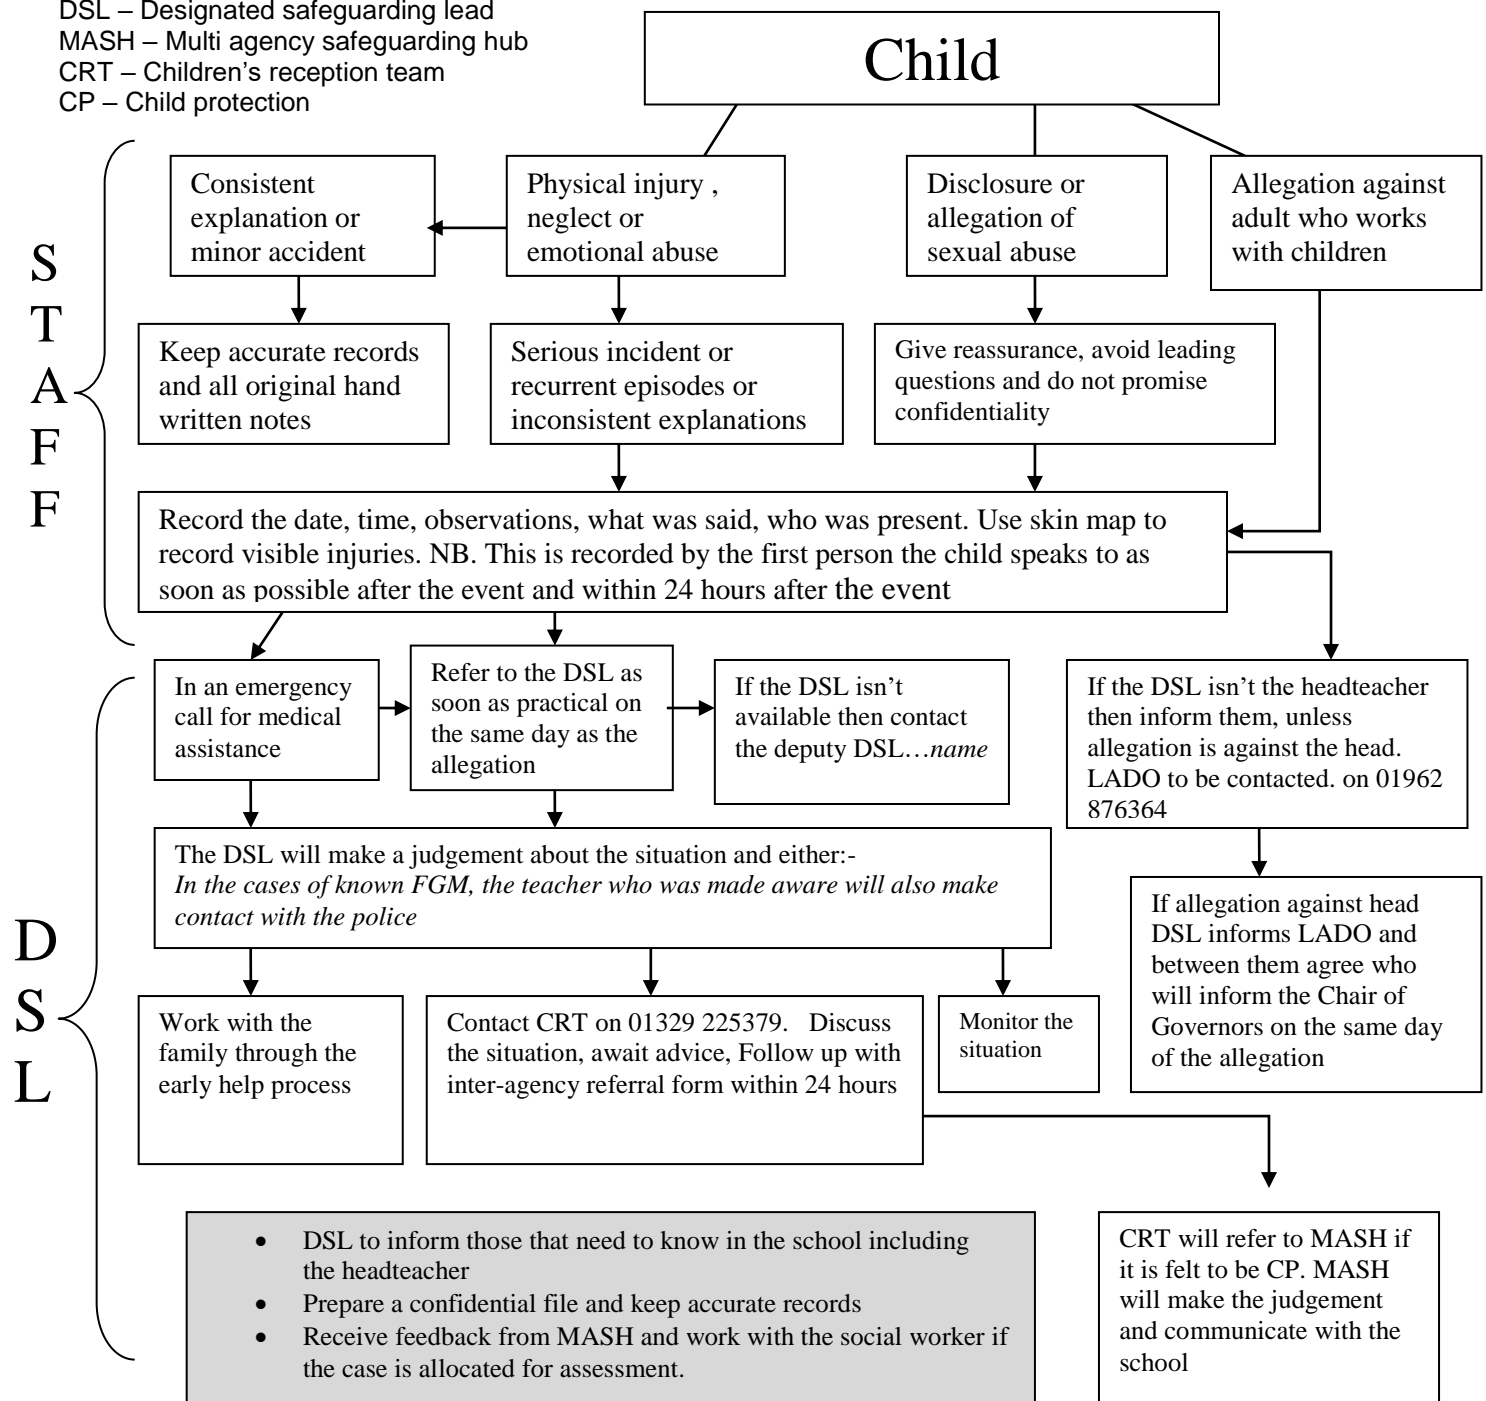 DSL – Designated safeguarding lead
MASH – Multi agency safeguarding hub
CRT – Children's reception team
CP – Child protection
Child
S
T
A
F
F
Consistent
explanation or
minor accident
Physical injury ,
neglect or
emotional abuse
Disclosure or
allegation of
sexual abuse
Allegation against
adult who works
with children
Keep accurate records
and all original hand
written notes
Serious incident or
recurrent episodes or
inconsistent explanations
Give reassurance, avoid leading
questions and do not promise
confidentiality
Record the date, time, observations, what was said, who was present. Use skin map to
record visible injuries. NB. This is recorded by the first person the child speaks to as
soon as possible after the event and within 24 hours after the event
D
S
L
In an emergency
call for medical
assistance
Refer to the DSL as
soon as practical on
the same day as the
allegation
If the DSL isn't
available then contact
the deputy DSL…name
If the DSL isn't the headteacher
then inform them, unless
allegation is against the head.
LADO to be contacted. on 01962
876364
The DSL will make a judgement about the situation and either:-
In the cases of known FGM, the teacher who was made aware will also make
contact with the police
If allegation against head
DSL informs LADO and
between them agree who
will inform the Chair of
Governors on the same day
of the allegation
Work with the
family through the
early help process
Contact CRT on 01329 225379.   Discuss
the situation, await advice, Follow up with
inter-agency referral form within 24 hours
Monitor the
situation
• DSL to inform those that need to know in the school including
the headteacher
• Prepare a confidential file and keep accurate records
• Receive feedback from MASH and work with the social worker if
the case is allocated for assessment.
CRT will refer to MASH if
it is felt to be CP. MASH
will make the judgement
and communicate with the
school